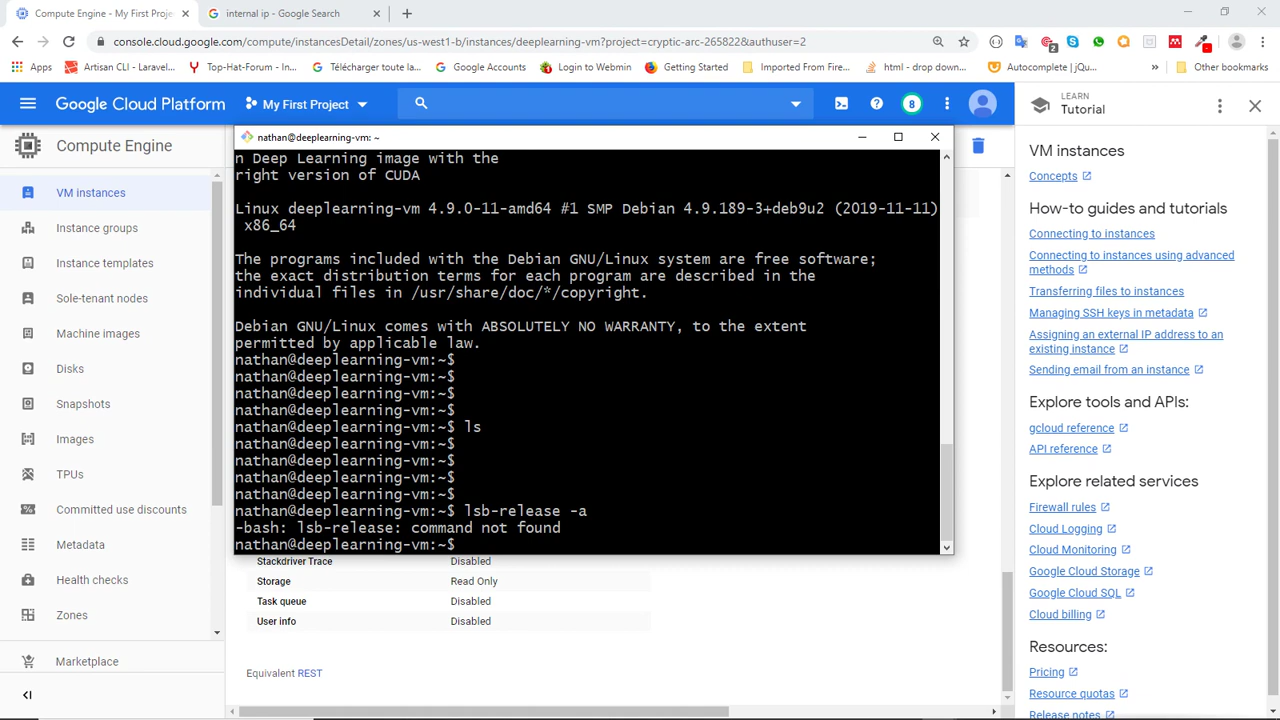 Compute Engine - My First Projec
internal ip - Google Search
console.cloud.google.com/compute/instancesDetail/zones/us-west1-b/instances/deeplearning-vm?project=cryptic-arc-265822&authuser=2
2
Apps
Artisan CLI - Laravel...
Top-Hat-Forum - In...
Télécharger toute la...
Google Accounts
Login to Webmin
Getting Started
Imported From Fire...
html - drop down...
Autocomplete | jQu...
»
Other bookmarks
Google Cloud Platform
My First Project
8
LEARN
Tutorial
Compute Engine
VM instances
Instance groups
Instance templates
Sole-tenant nodes
Machine images
Disks
Snapshots
Images
TPUs
Committed use discounts
Metadata
Health checks
Zones
Marketplace
nathan@deeplearning-vm: ~
n Deep Learning image with the
right version of CUDA
Linux deeplearning-vm 4.9.0-11-amd64 #1 SMP Debian 4.9.189-3+deb9u2 (2019-11-11)
x86_64
The programs included with the Debian GNU/Linux system are free software;
the exact distribution terms for each program are described in the
individual files in /usr/share/doc/*/copyright.
Debian GNU/Linux comes with ABSOLUTELY NO WARRANTY, to the extent
permitted by applicable law.
nathan@deeplearning-vm:~$
nathan@deeplearning-vm:~$
nathan@deeplearning-vm:~$
nathan@deeplearning-vm:~$
nathan@deeplearning-vm:~$ ls
nathan@deeplearning-vm:~$
nathan@deeplearning-vm:~$
nathan@deeplearning-vm:~$
nathan@deeplearning-vm:~$
nathan@deeplearning-vm:~$ lsb-release -a
-bash: lsb-release: command not found
nathan@deeplearning-vm:~$
Stackdriver Trace Disabled
Storage Read Only
Task queue Disabled
User info Disabled
Equivalent REST
VM instances
Concepts
How-to guides and tutorials
Connecting to instances
Connecting to instances using advanced
methods
Transferring files to instances
Managing SSH keys in metadata
Assigning an external IP address to an
existing instance
Sending email from an instance
Explore tools and APIs:
gcloud reference
API reference
Explore related services
Firewall rules
Cloud Logging
Cloud Monitoring
Google Cloud Storage
Google Cloud SQL
Cloud billing
Resources:
Pricing
Resource quotas
Release notes